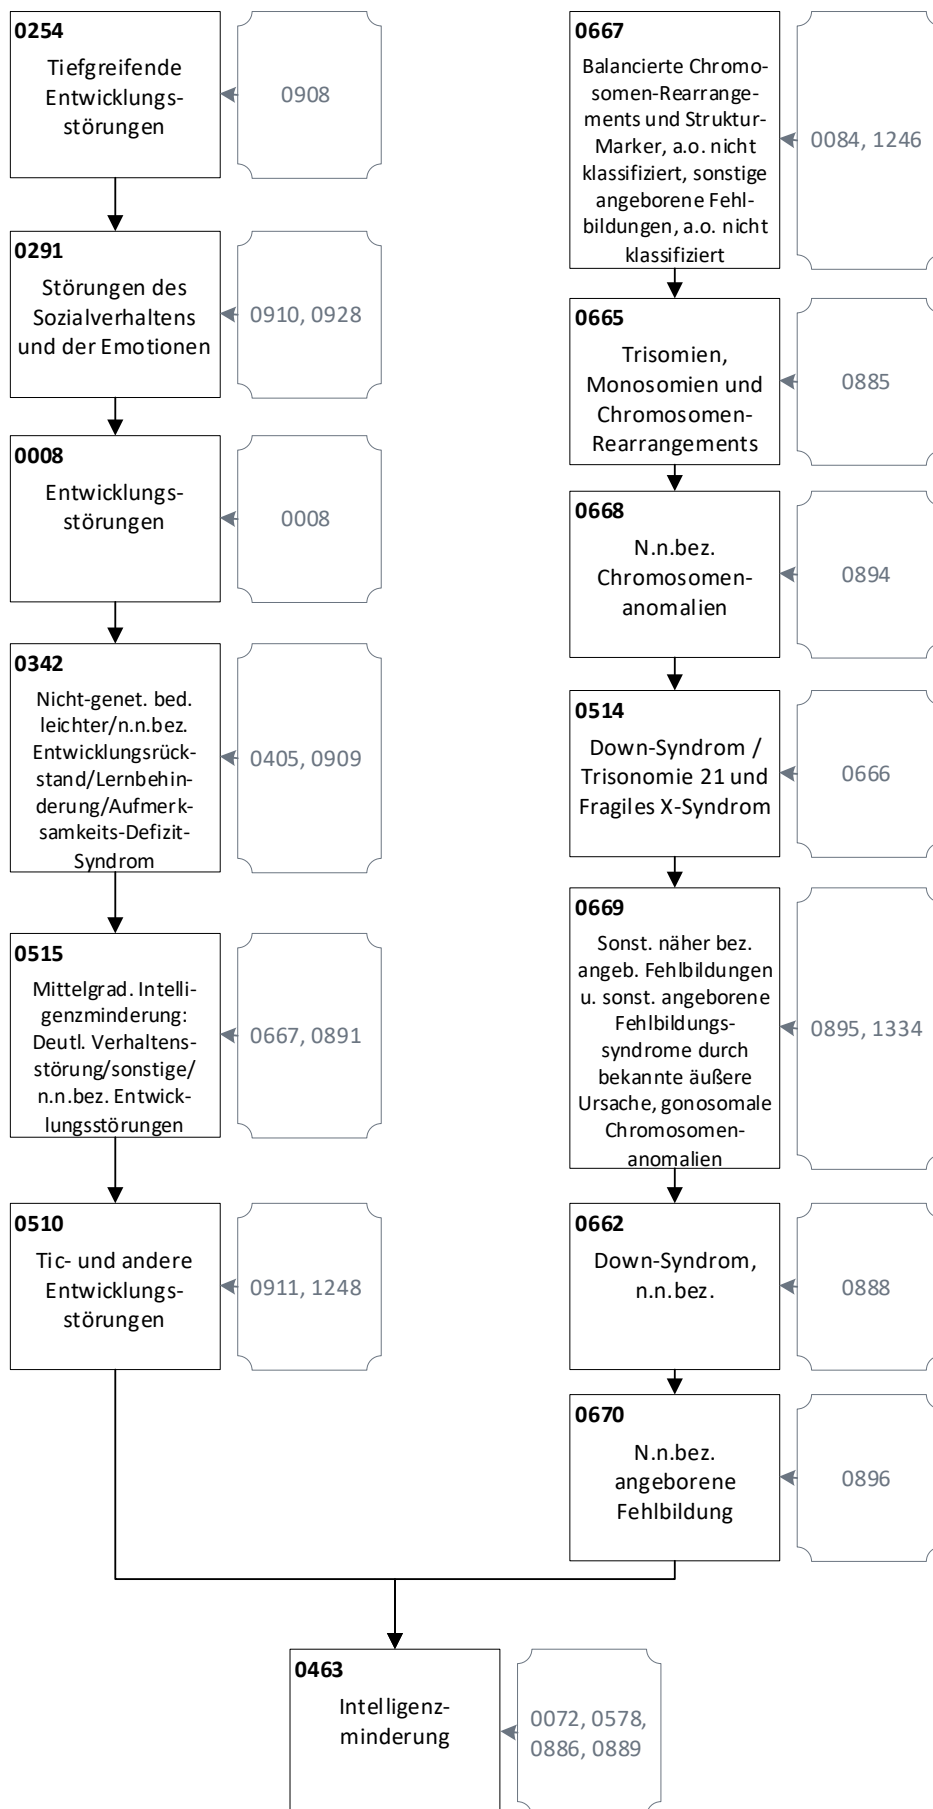 0254
Tiefgreifende
Entwicklungs-
störungen
0908
0291
Störungen des
Sozialverhaltens
und der Emotionen
0910, 0928
0008
Entwicklungs-
störungen
0008
0342
Nicht-genet. bed.
leichter/n.n.bez.
Entwicklungsrück-
stand/Lernbehin-
derung/Aufmerk-
samkeits-Defizit-
Syndrom
0405, 0909
0515
Mittelgrad. Intelli-
genzminderung:
Deutl. Verhaltens-
störung/sonstige/
n.n.bez. Entwick-
lungsstörungen
0667, 0891
0510
Tic- und andere
Entwicklungs-
störungen
0911, 1248
0667
Balancierte Chromo-
somen-Rearrange-
ments und Struktur-
Marker, a.o. nicht
klassifiziert, sonstige
angeborene Fehl-
bildungen, a.o. nicht
klassifiziert
0084, 1246
0665
Trisomien,
Monosomien und
Chromosomen-
Rearrangements
0885
0668
N.n.bez.
Chromosomen-
anomalien
0894
0514
Down-Syndrom /
Trisonomie 21 und
Fragiles X-Syndrom
0666
0669
Sonst. näher bez.
angeb. Fehlbildungen
u. sonst. angeborene
Fehlbildungs-
syndrome durch
bekannte äußere
Ursache, gonosomale
Chromosomen-
anomalien
0895, 1334
0662
Down-Syndrom,
n.n.bez.
0888
0670
N.n.bez.
angeborene
Fehlbildung
0896
0463
Intelligenz-
minderung
0072, 0578,
0886, 0889